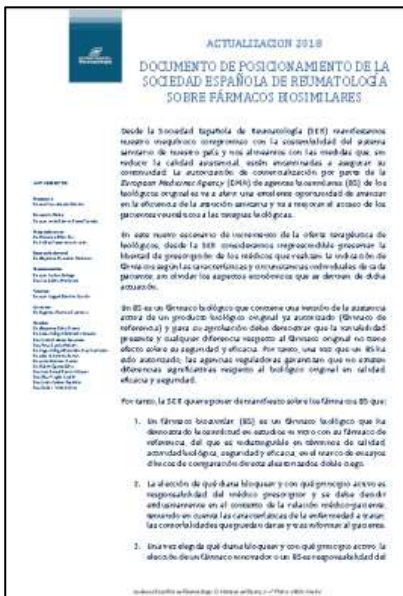 ACTUALIZACION 2018
DOCUMENTO DE POSICIONAMIENTO DE LA
SOCIEDAD ESPAÑOLA DE REUMATOLOGÍA
SOBRE FÁRMACOS BIOSIMILARES
Desde la Sociedad Española de Reumatología (SER) manifestamos
nuestro inequívoco compromiso con la sostenibilidad del sistema
sanitario de nuestro país y nos alineamos con las medidas que, sin
reducir la calidad asistencial, estén encaminadas a asegurar su
continuidad. La autorización de comercialización por parte de la
European Medicines Agency (EMA) de agentes biosimilares (BS) de los
biológicos originales va a abrir una excelente oportunidad de avanzar
en la eficiencia de la atención sanitaria y va a mejorar el acceso de los
pacientes reumáticos a las terapias biológicas.
En este nuevo escenario de incremento de la oferta terapéutica de
biológicos, desde la SER consideramos imprescindible preservar la
libertad de prescripción de los médicos que realizan la indicación de
fármacos según las características y circunstancias individuales de cada
paciente, sin olvidar los aspectos económicos que se derivan de dicha
actuación.
Un BS es un fármaco biológico que contiene una versión de la sustancia
activa de un producto biológico original ya autorizado (fármaco de
referencia) y para su aprobación debe demostrar que la variabilidad
presente y cualquier diferencia respecto al fármaco original no tiene
efecto sobre su seguridad y eficacia. Por tanto, una vez que un BS ha
sido autorizado, las agencias reguladoras garantizan que no existen
diferencias significativas respecto al biológico original en calidad,
eficacia y seguridad.
Por tanto, la SER quiere poner de manifiesto sobre los fármacos BS que:
1. Un fármaco biosimilar (BS) es un fármaco biológico que ha
demostrado la similitud en estudios in vitro con su fármaco de
referencia, del que es indistinguible en términos de calidad,
actividad biológica, seguridad y eficacia, en el marco de ensayos
clínicos de comparación directa aleatorizados doble ciego.
2. La elección de qué diana bloquear y con qué principio activo es
responsabilidad del médico prescriptor y se debe decidir
exclusivamente en el contexto de la relación médico-paciente,
teniendo en cuenta las características de la enfermedad a tratar,
las comorbilidades que puedan darse y tras informar al paciente.
3. Una vez elegida qué diana bloquear y con qué principio activo, la
elección de un fármaco innovador o un BS es responsabilidad del